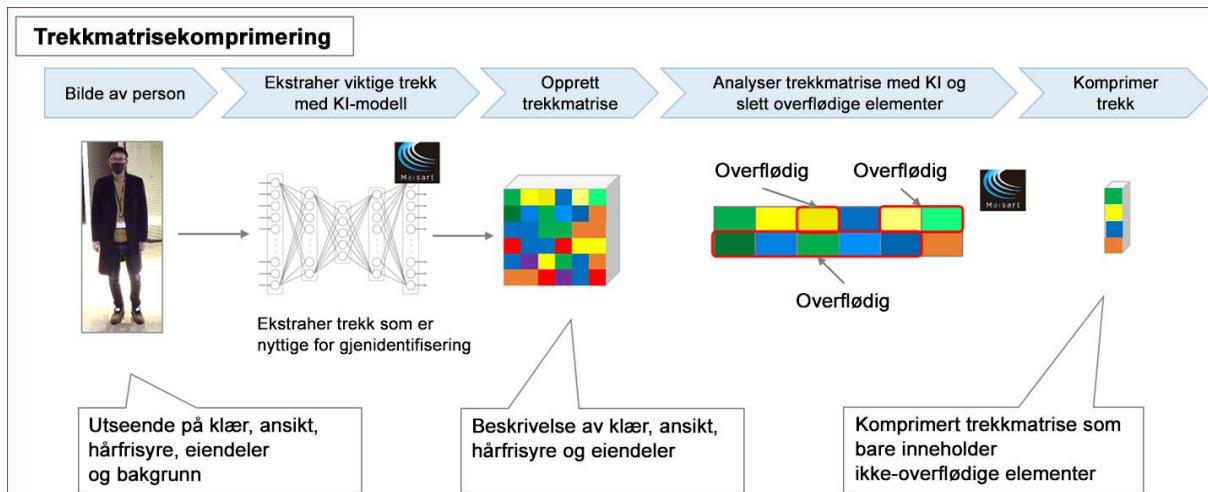 Trekkmatrisekomprimering
Bilde av person
Ekstraher viktige trekk
med KI-modell
Opprett
trekkmatrise
Analyser trekkmatrise med KI og
slett overflødige elementer
Komprimer
trekk
Maisart
Overflødig
Overflødig
Maisart
Overflødig
Ekstraher trekk som er
nyttige for gjenidentifisering
Utseende på klær, ansikt,
hårfrisyre, eiendeler
og bakgrunn
Beskrivelse av klær, ansikt,
hårfrisyre og eiendeler
Komprimert trekkmatrise som
bare inneholder
ikke-overflødige elementer